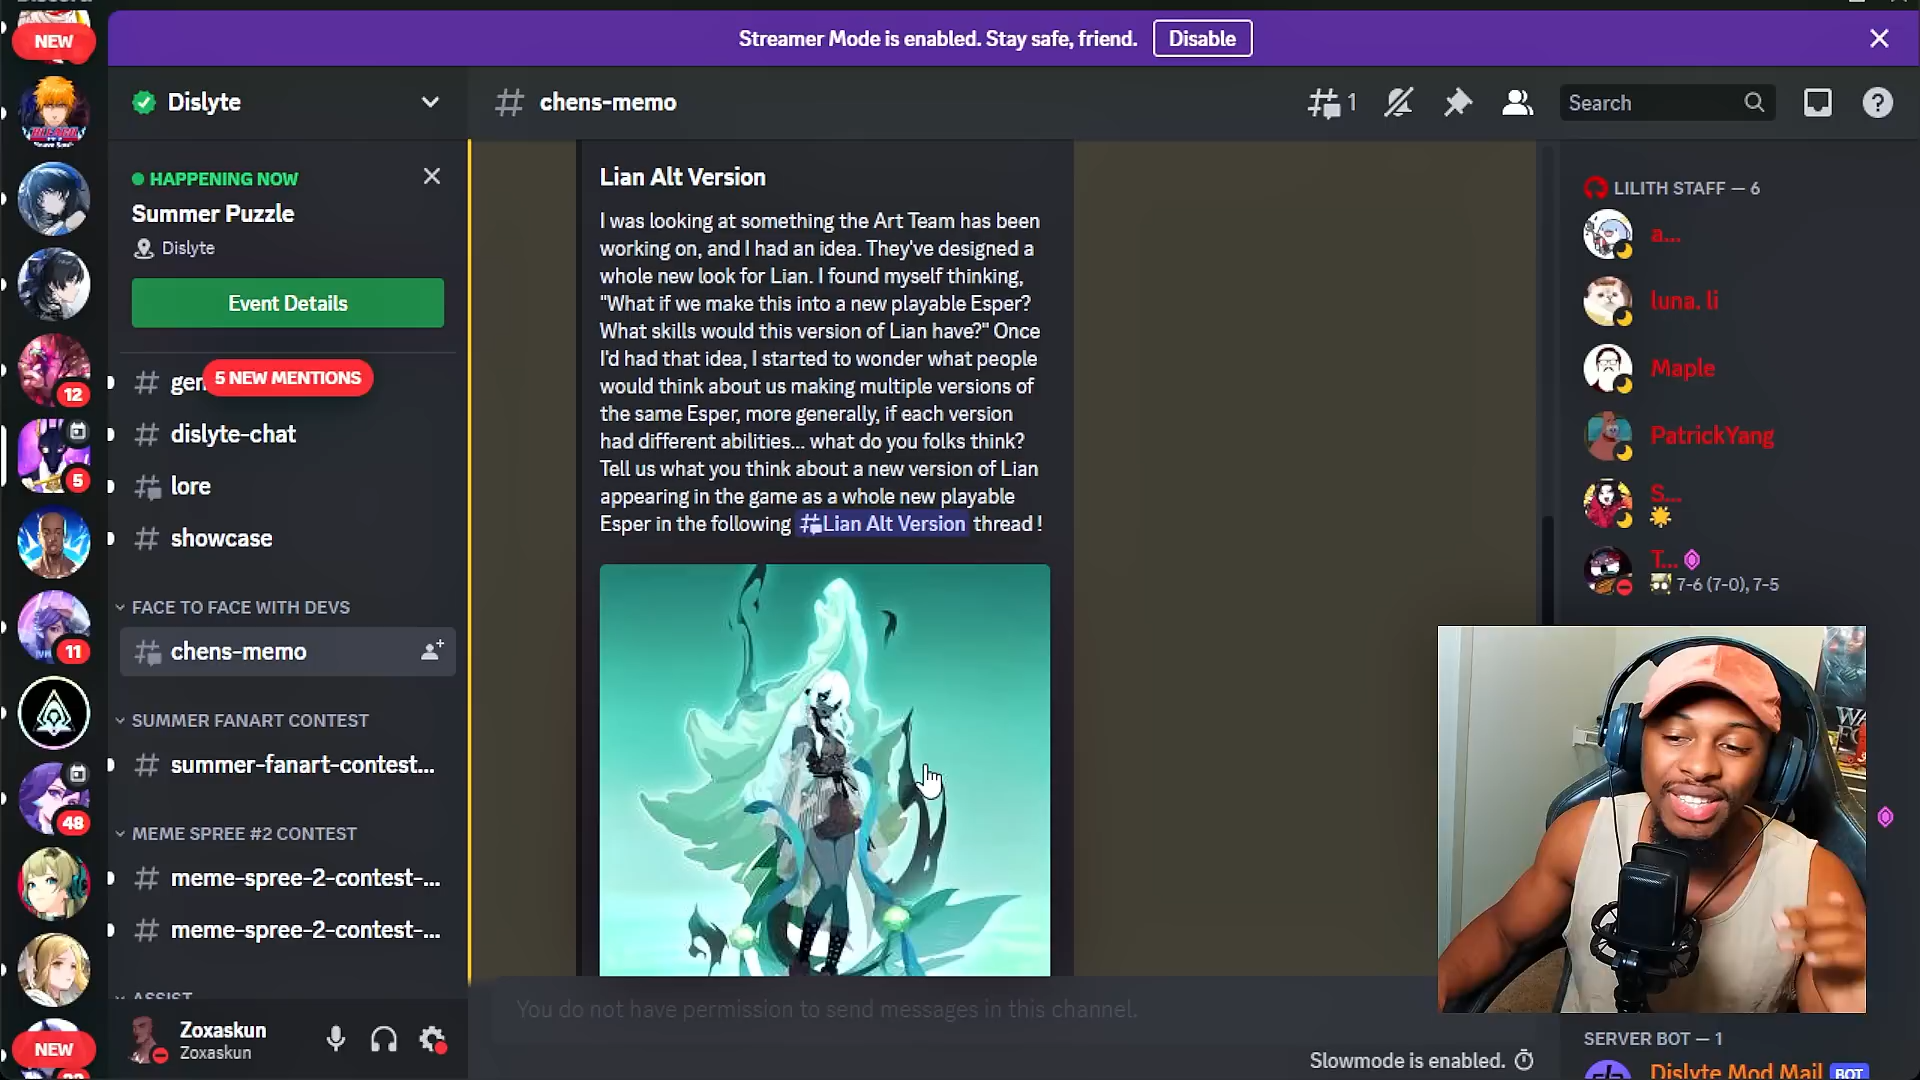 NEW
Streamer Mode is enabled. Stay safe, friend.
Disable
Dislyte
chens-memo
1
Search
HAPPENING NOW
Summer Puzzle
Dislyte
Event Details
5 NEW MENTIONS
dislyte-chat
lore
showcase
FACE TO FACE WITH DEVS
chens-memo
SUMMER FANART CONTEST
summer-fanart-contest...
MEME SPREE #2 CONTEST
meme-spree-2-contest-...
meme-spree-2-contest-...
ASSIST
12
5
11
48
NEW
Zoxaskun
Zoxaskun
Lian Alt Version
I was looking at something the Art Team has been
working on, and I had an idea. They've designed a
whole new look for Lian. I found myself thinking,
"What if we make this into a new playable Esper?
What skills would this version of Lian have?" Once
I'd had that idea, I started to wonder what people
would think about us making multiple versions of
the same Esper, more generally, if each version
had different abilities... what do you folks think?
Tell us what you think about a new version of Lian
appearing in the game as a whole new playable
Esper in the following #Lian Alt Version thread !
You do not have permission to send messages in this channel.
Slowmode is enabled.
LILITH STAFF — 6
a...
luna. li
Maple
PatrickYang
S...
T...
7-6 (7-0), 7-5
SERVER BOT — 1
Dislyte Mod Mail BOT